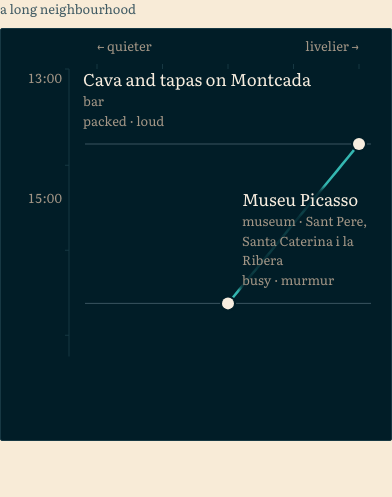 a long neighbourhood
← quieter
livelier →
13:00
Cava and tapas on Montcada
bar
packed · loud
15:00
Museu Picasso
museum · Sant Pere,
Santa Caterina i la
Ribera
busy · murmur